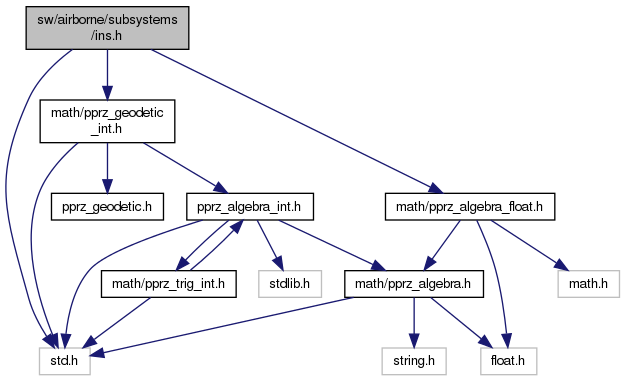 sw/airborne/subsystems
/ins.h
math/pprz_geodetic
_int.h
pprz_geodetic.h
pprz_algebra_int.h
math/pprz_algebra_float.h
math/pprz_trig_int.h
stdlib.h
math/pprz_algebra.h
math.h
std.h
string.h
float.h